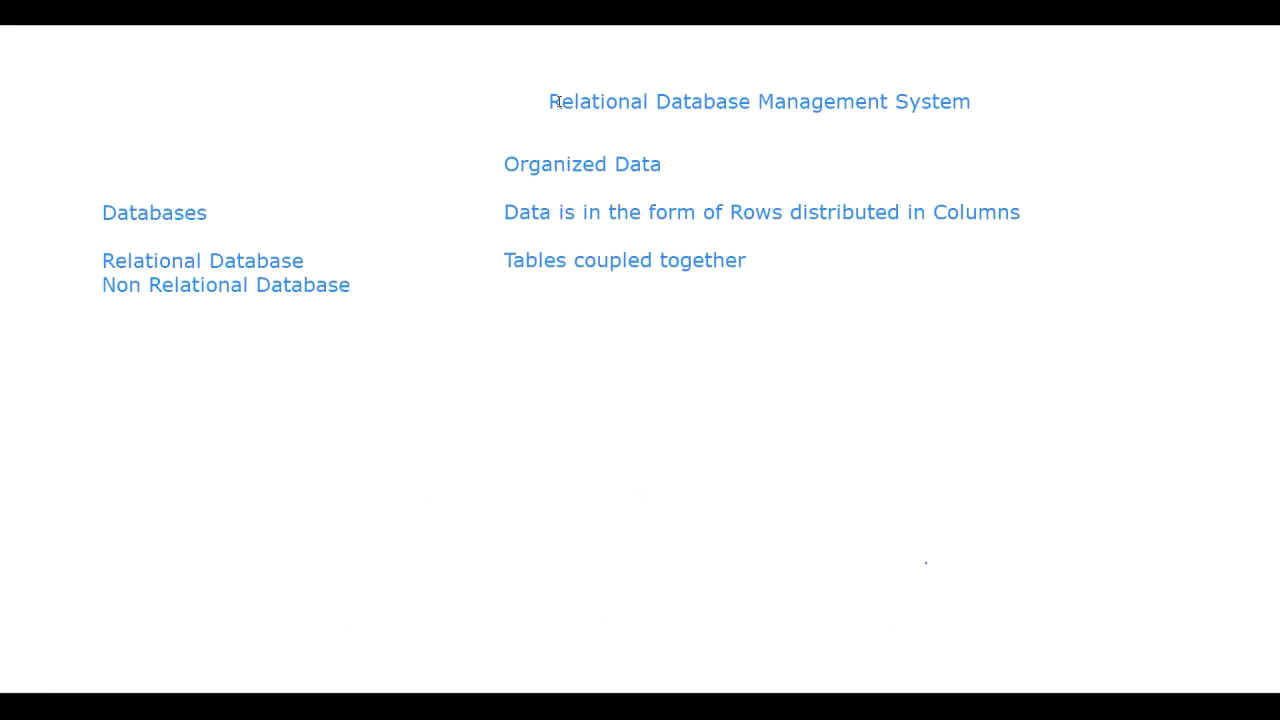 Relational Database Management System
Organized Data
Databases
Data is in the form of Rows distributed in Columns
Relational Database
Non Relational Database
Tables coupled together